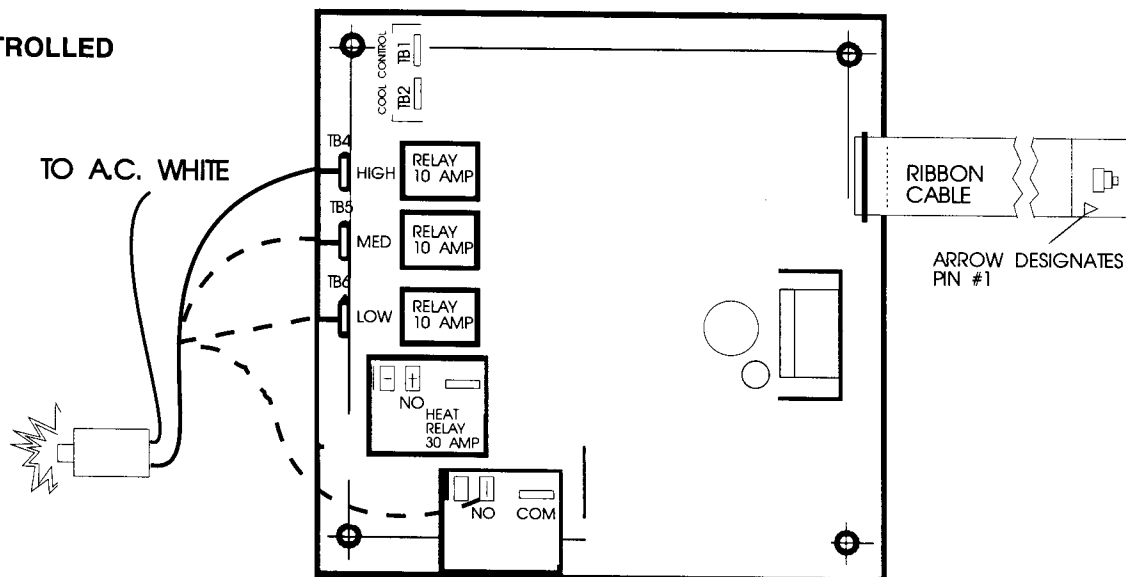 TROLLED
COOL CONTROL
TB1
TB2
TO A.C. WHITE
TB4
HIGH
RELAY
10 AMP
TB5
MED
RELAY
10 AMP
TB6
LOW
RELAY
10 AMP
RIBBON
CABLE
ARROW DESIGNATES
PIN #1
- +
NO
HEAT
RELAY
30 AMP
NO COM